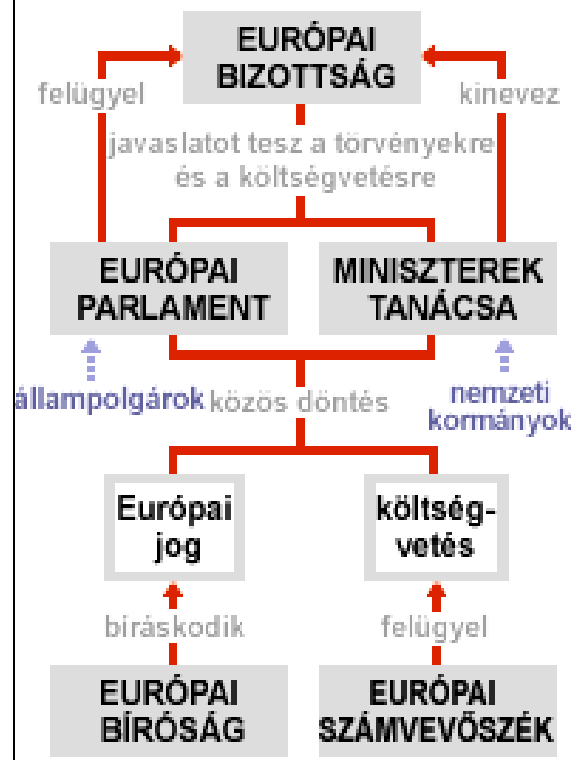 EURÓPAI
BIZOTTSÁG
felügyel
kinevez
javaslatot tesz a törvényekre
és a költségvetésre
EURÓPAI
PARLAMENT
MINISZTEREK
TANÁCSA
állampolgárok
közös döntés
nemzeti
kormányok
Európai
jog
költség-
vetés
bíráskodik
felügyel
EURÓPAI
BÍRÓSÁG
EURÓPAI
SZÁMVEVŐSZÉK